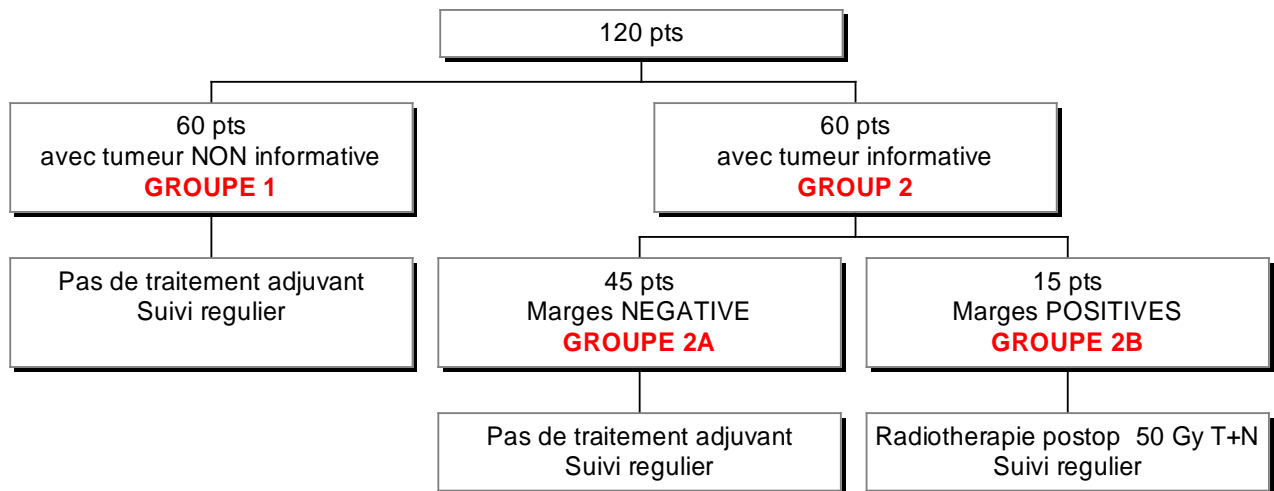 120 pts
60 pts
avec tumeur NON informative
GROUPE 1
60 pts
avec tumeur informative
GROUP 2
Pas de traitement adjuvant
Suivi regulier
45 pts
Marges NEGATIVE
GROUPE 2A
15 pts
Marges POSITIVES
GROUPE 2B
Pas de traitement adjuvant
Suivi regulier
Radiotherapie postop 50 Gy T+N
Suivi regulier